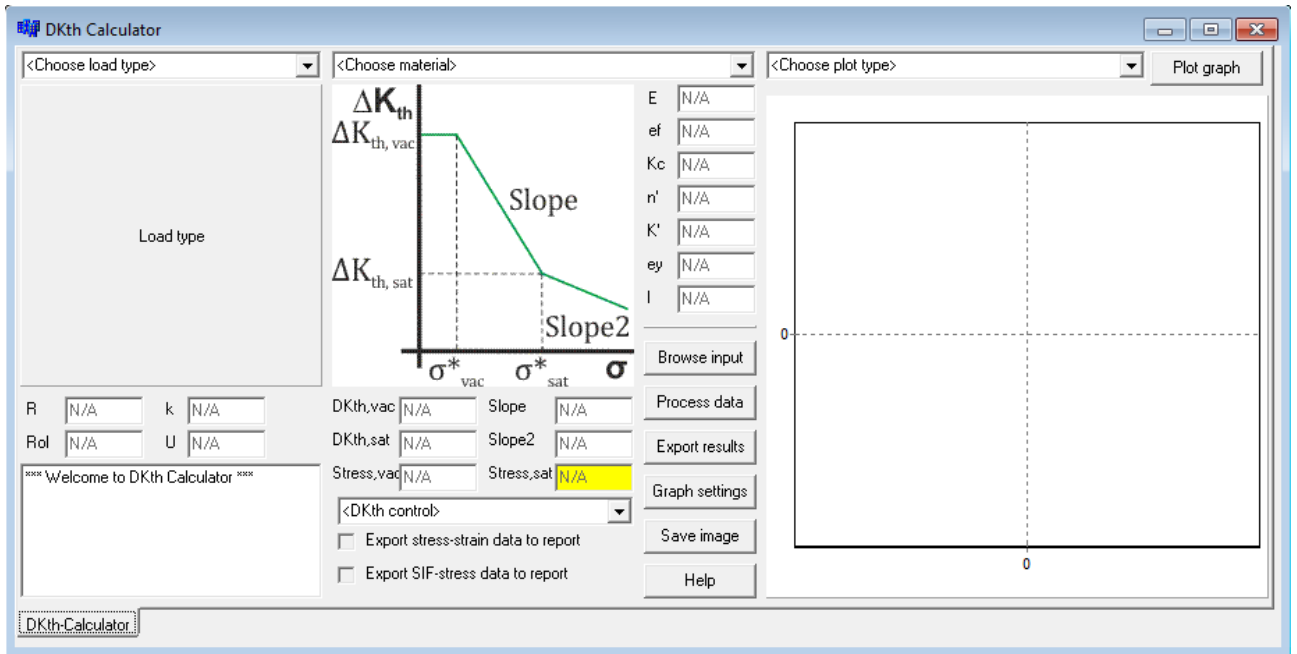 DKth Calculator
<Choose load type>
<Choose material>
<Choose plot type>
Plot graph
Load type
ΔKth
ΔKth, vac
Slope
ΔKth, sat
Slope2
σ*vac
σ*sat
σ
E N/A
ef N/A
Kc N/A
n' N/A
K' N/A
ey N/A
l N/A
Browse input
Process data
Export results
Graph settings
Save image
Help
R N/A k N/A
Rol N/A U N/A
*** Welcome to DKth Calculator ***
DKth,vac N/A Slope N/A
DKth,sat N/A Slope2 N/A
Stress,vac N/A Stress,sat N/A
<DKth control>
Export stress-strain data to report
Export SIF-stress data to report
0
0
DKth-Calculator